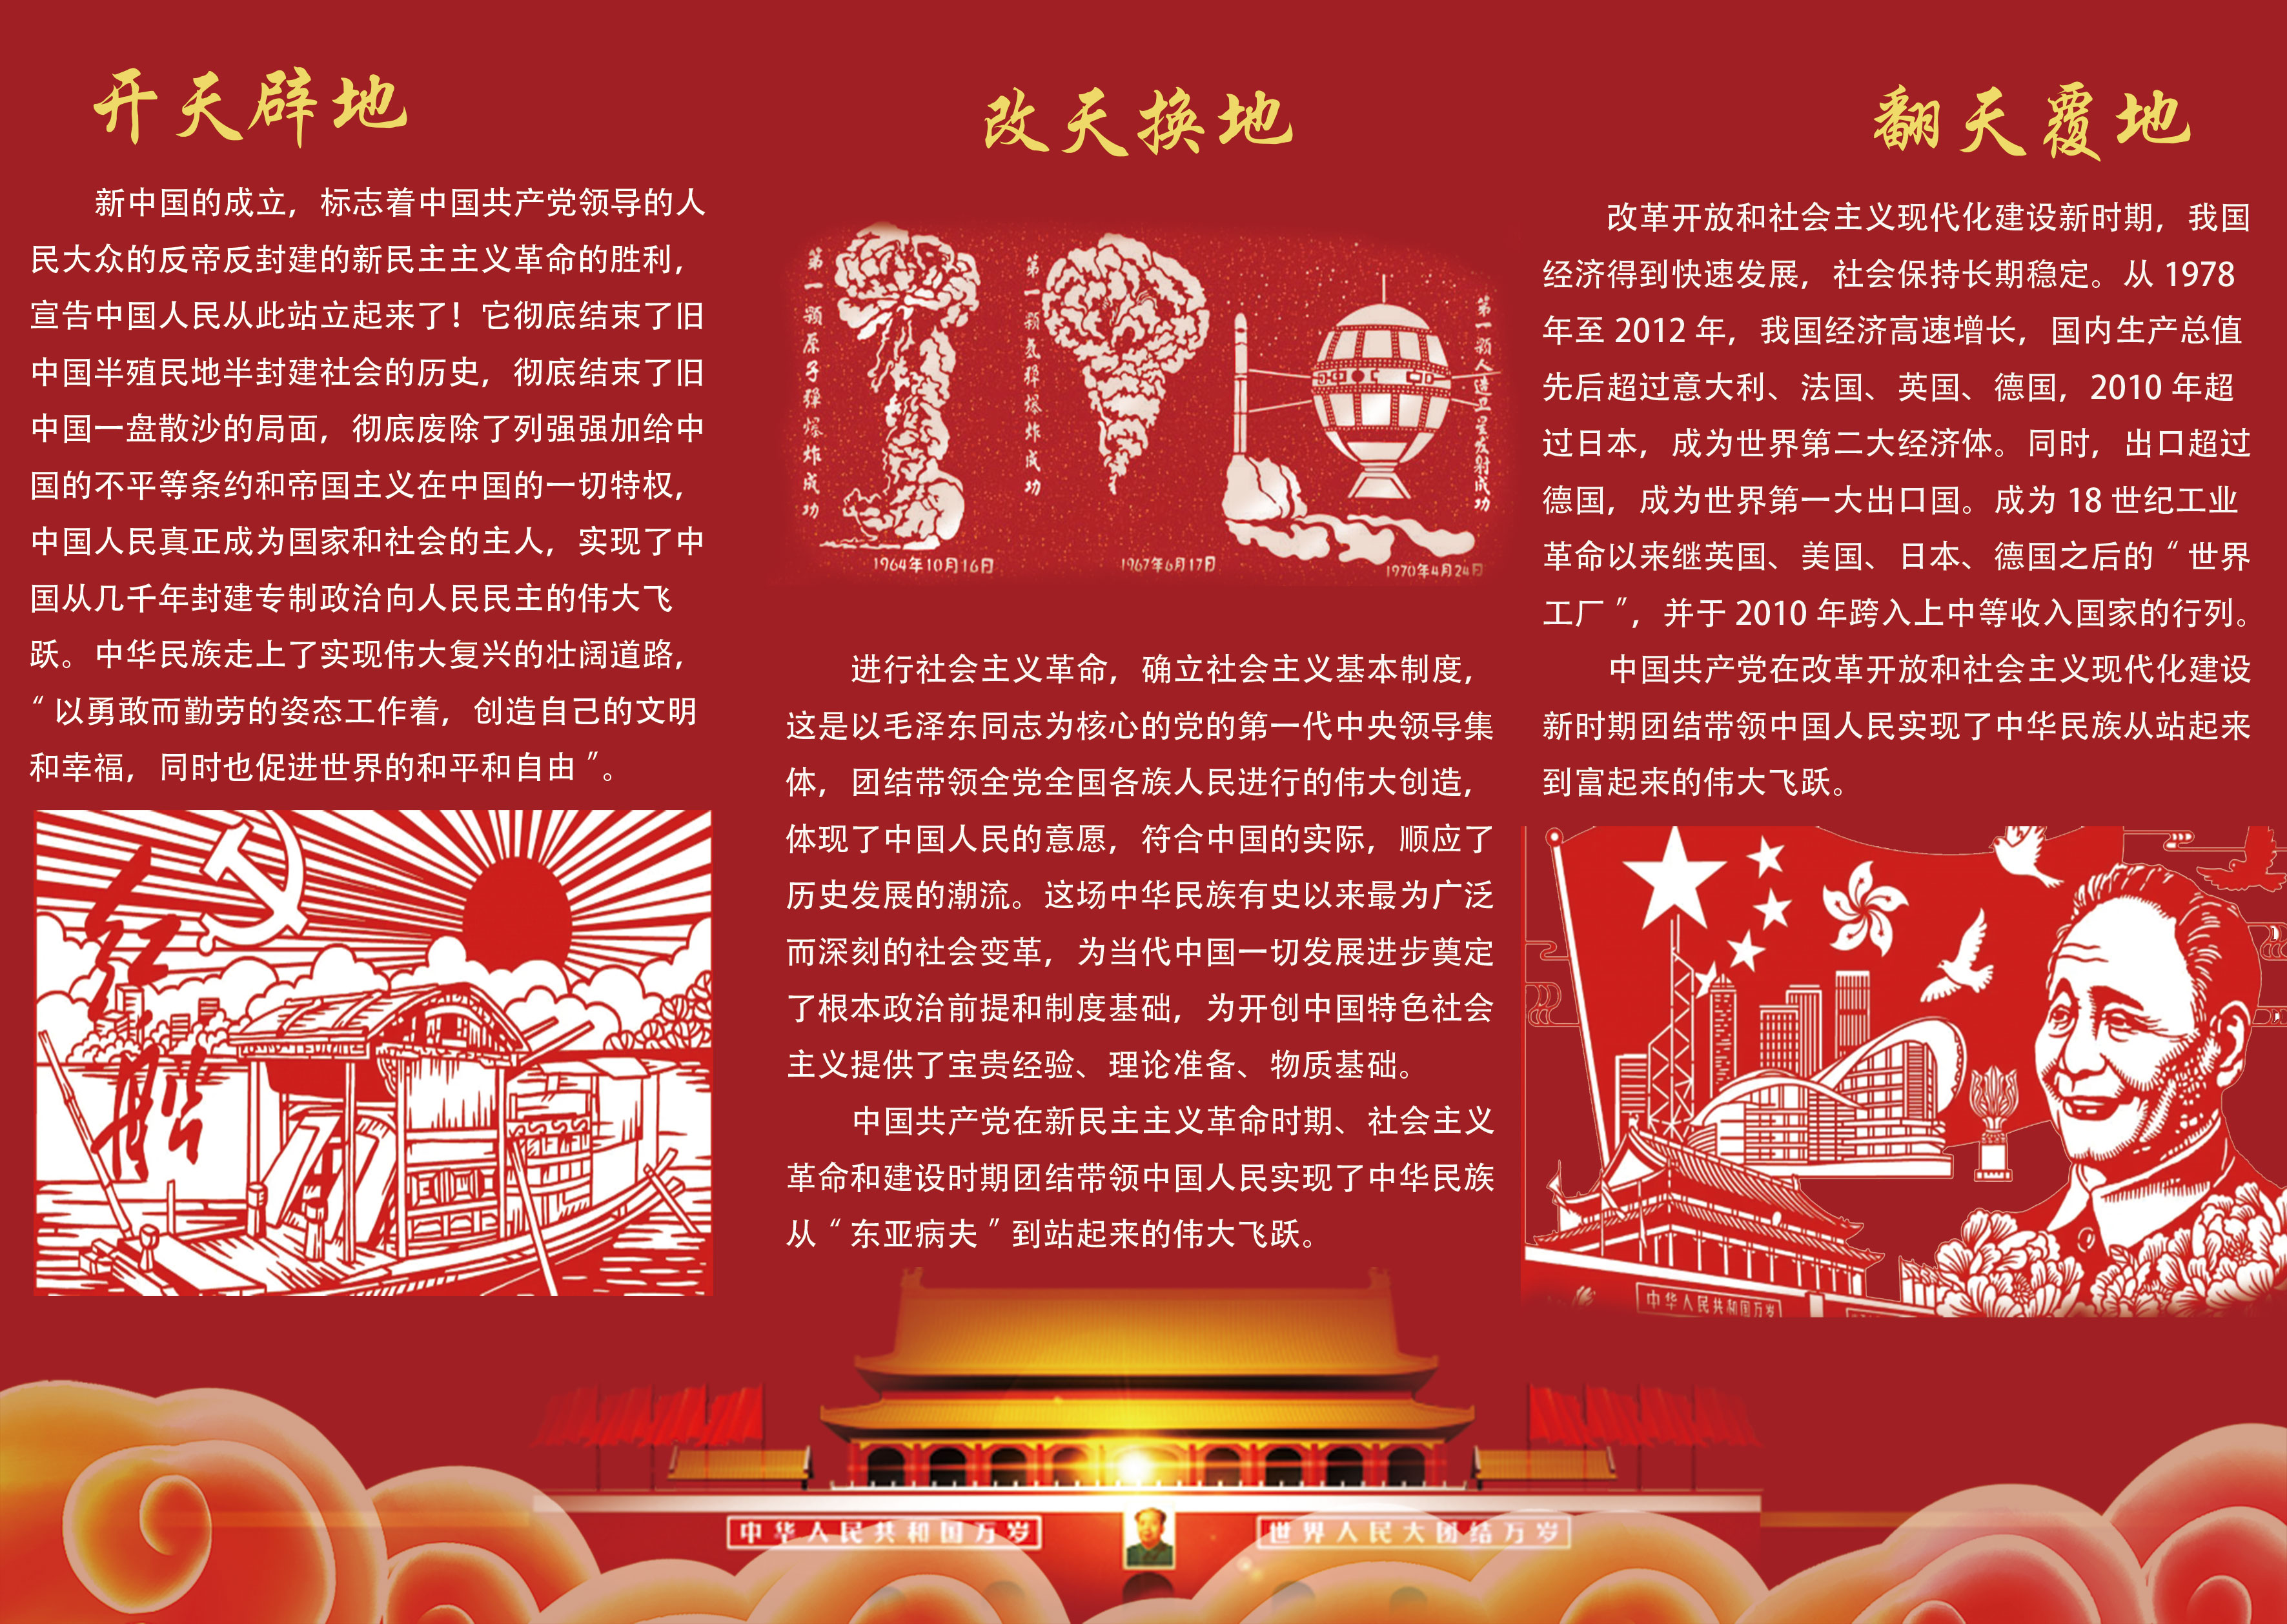 开天辟地
新中国的成立，标志着中国共产党领导的人
民大众的反帝反封建的新民主主义革命的胜利，
宣告中国人民从此站立起来了！它彻底结束了旧
中国半殖民地半封建社会的历史，彻底结束了旧
中国一盘散沙的局面，彻底废除了列强强加给中
国的不平等条约和帝国主义在中国的一切特权，
中国人民真正成为国家和社会的主人，实现了中
国从几千年封建专制政治向人民民主的伟大飞
跃。中华民族走上了实现伟大复兴的壮阔道路，
“以勇敢而勤劳的姿态工作着，创造自己的文明
和幸福，同时也促进世界的和平和自由”。
红船
改天换地
第一颗原子弹爆炸成功
1964年10月16日
第一颗氢弹爆炸成功
1967年6月17日
第一颗人造卫星发射成功
1970年4月24日
进行社会主义革命，确立社会主义基本制度，
这是以毛泽东同志为核心的党的第一代中央领导集
体，团结带领全党全国各族人民进行的伟大创造，
体现了中国人民的意愿，符合中国的实际，顺应了
历史发展的潮流。这场中华民族有史以来最为广泛
而深刻的社会变革，为当代中国一切发展进步奠定
了根本政治前提和制度基础，为开创中国特色社会
主义提供了宝贵经验、理论准备、物质基础。
中国共产党在新民主主义革命时期、社会主义
革命和建设时期团结带领中国人民实现了中华民族
从“东亚病夫”到站起来的伟大飞跃。
翻天覆地
改革开放和社会主义现代化建设新时期，我国
经济得到快速发展，社会保持长期稳定。从 1978
年至 2012 年，我国经济高速增长，国内生产总值
先后超过意大利、法国、英国、德国，2010 年超
过日本，成为世界第二大经济体。同时，出口超过
德国，成为世界第一大出口国。成为 18 世纪工业
革命以来继英国、美国、日本、德国之后的“世界
工厂”，并于 2010 年跨入上中等收入国家的行列。
中国共产党在改革开放和社会主义现代化建设
新时期团结带领中国人民实现了中华民族从站起来
到富起来的伟大飞跃。
中华人民共和国万岁
中华人民共和国万岁
世界人民大团结万岁